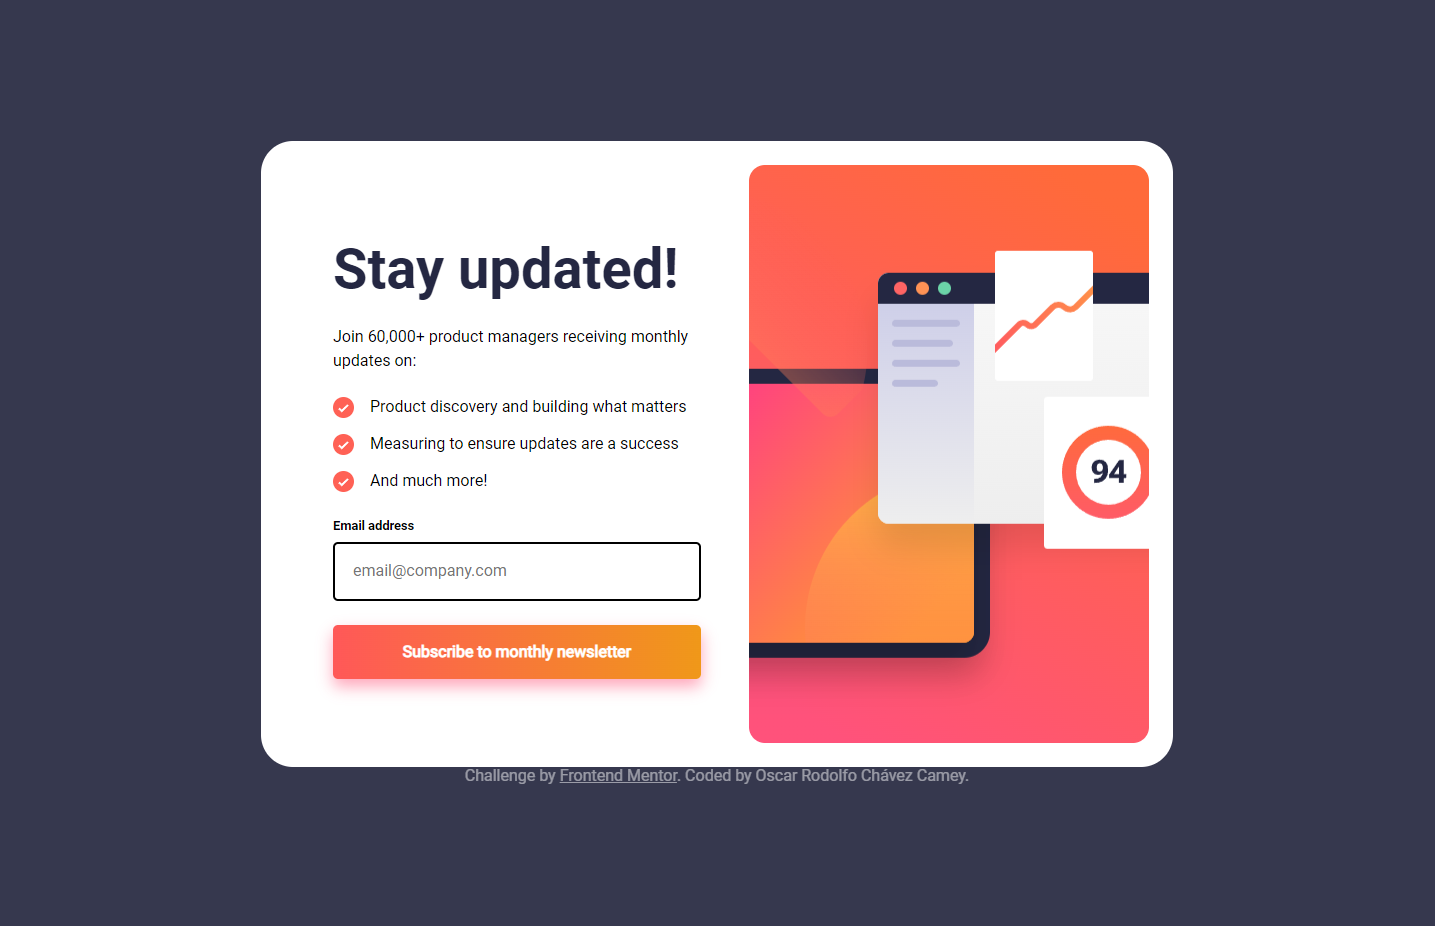 Stay updated!
Join 60,000+ product managers receiving monthly
updates on:
Product discovery and building what matters
Measuring to ensure updates are a success
And much more!
Email address
email@company.com
Subscribe to monthly newsletter
94
Challenge by Frontend Mentor. Coded by Oscar Rodolfo Chávez Camey.